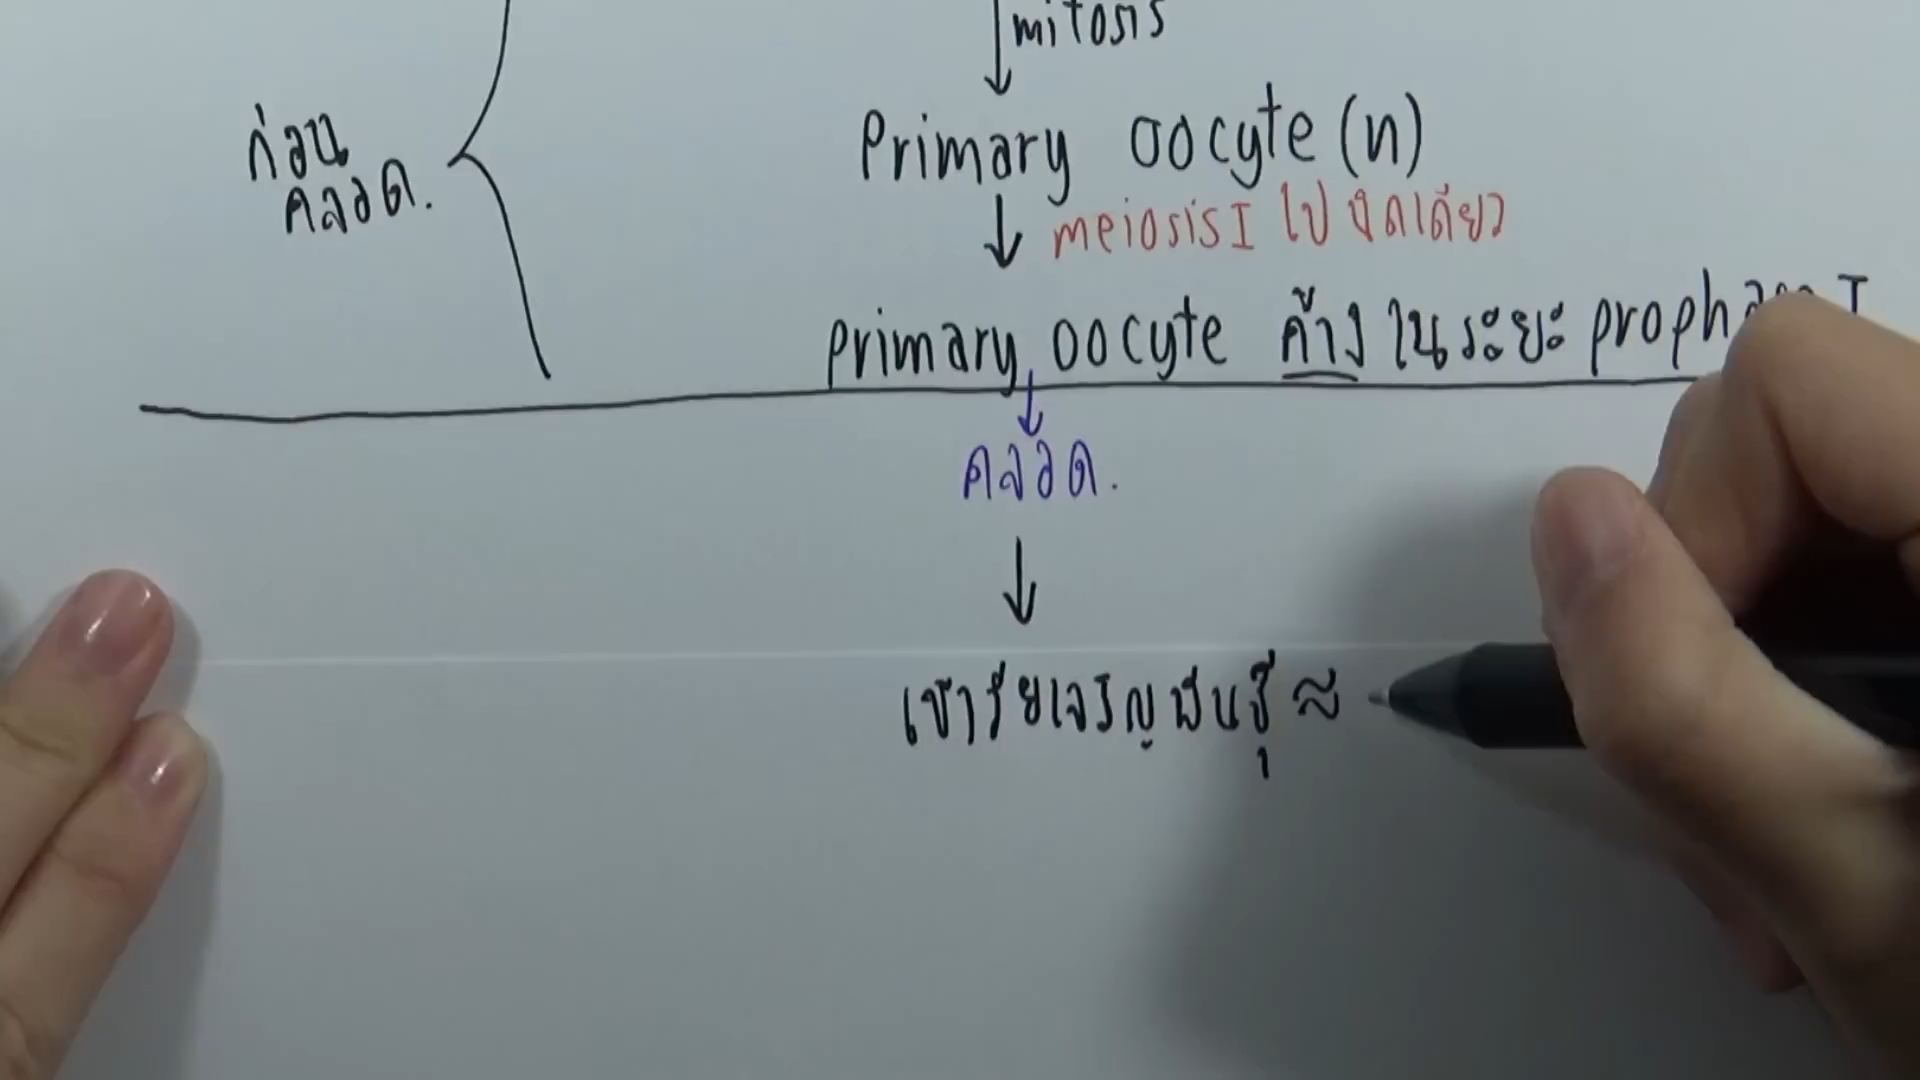 mitosis
Primary oocyte (n)
ก่อน
คลอด.
meiosis I ไป นิดเดียว
primary oocyte ค้าง ในระยะ prophase I
คลอด.
เข้าวัยเจริญพันธุ์ ≈